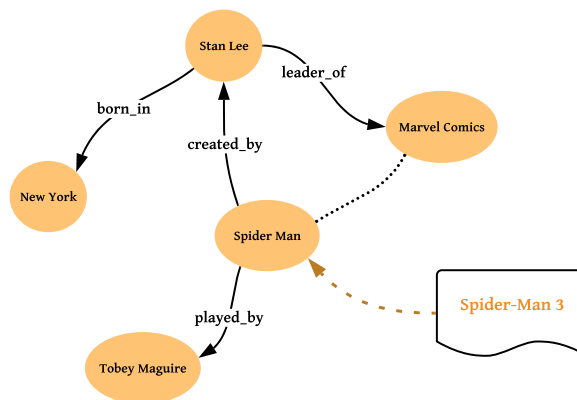 Stan Lee
leader_of
born_in
Marvel Comics
created_by
New York
Spider Man
Spider-Man 3
played_by
Tobey Maguire